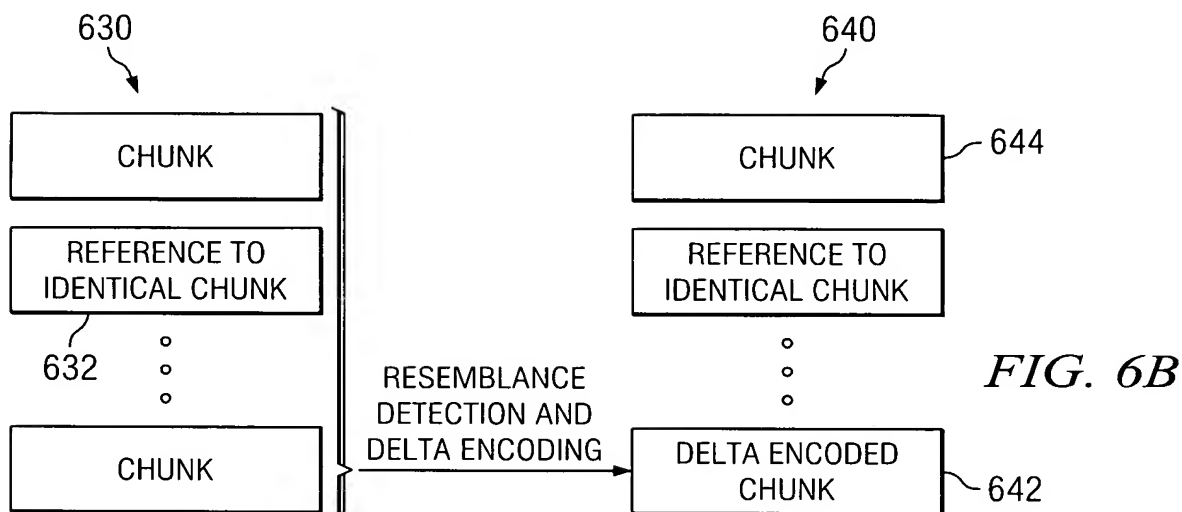 630
640
CHUNK
CHUNK
644
REFERENCE TO
IDENTICAL CHUNK
REFERENCE TO
IDENTICAL CHUNK
632
RESEMBLANCE
DETECTION AND
DELTA ENCODING
FIG. 6B
CHUNK
DELTA ENCODED
CHUNK
642